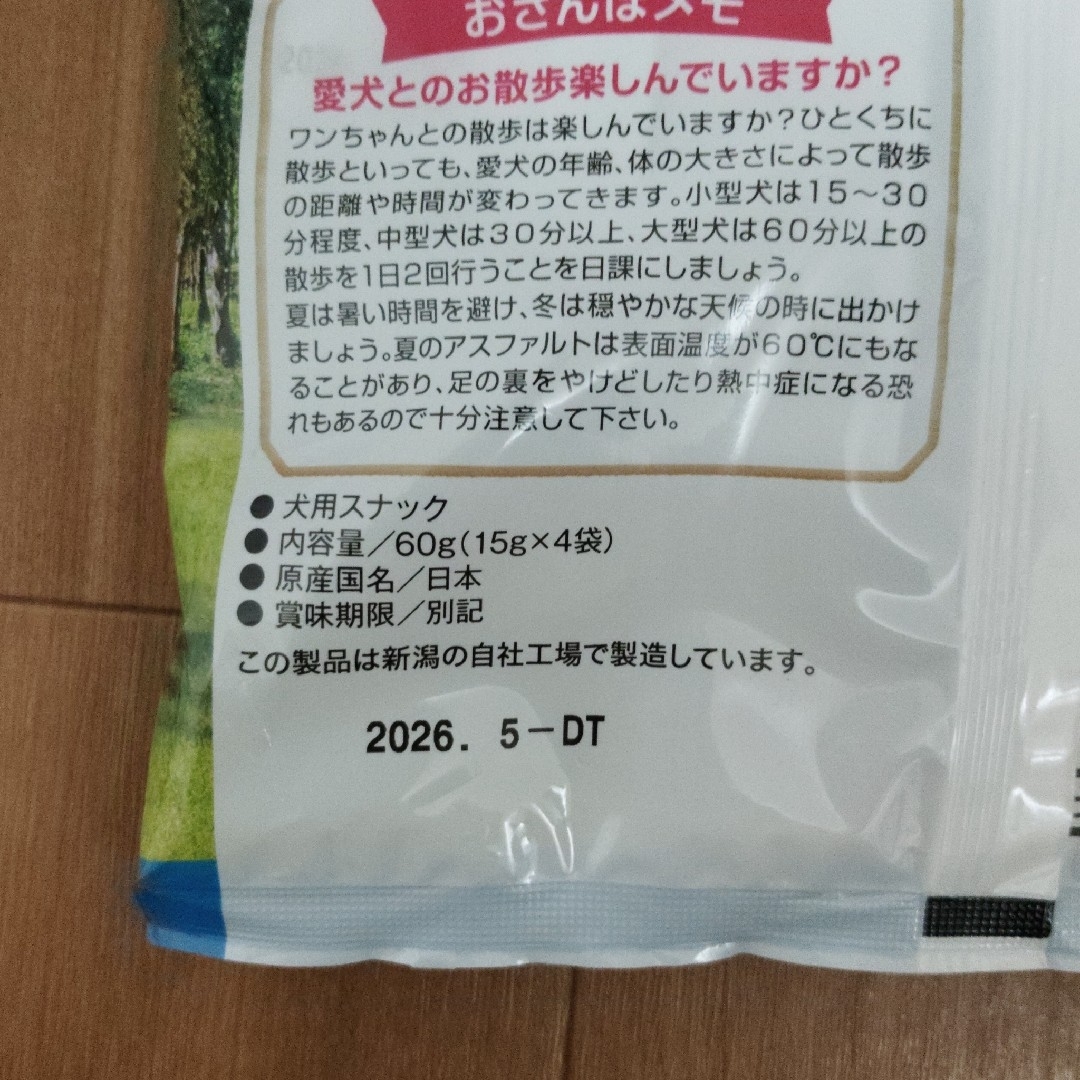 おさんぽメモ
愛犬とのお散歩楽しんでいますか？
ワンちゃんとの散歩は楽しんでいますか？ひとくちに
散歩といっても、愛犬の年齢、体の大きさによって散歩
の距離や時間が変わってきます。小型犬は15〜30
分程度、中型犬は30分以上、大型犬は60分以上の
散歩を1日2回行うことを日課にしましょう。
夏は暑い時間を避け、冬は穏やかな天候の時に出かけ
ましょう。夏のアスファルトは表面温度が60℃にもな
ることがあり、足の裏をやけどしたり熱中症になる恐
れもあるので十分注意して下さい。
●犬用スナック
●内容量／60g（15g×4袋）
●原産国名／日本
●賞味期限／別記
この製品は新潟の自社工場で製造しています。
2026. 5－DT